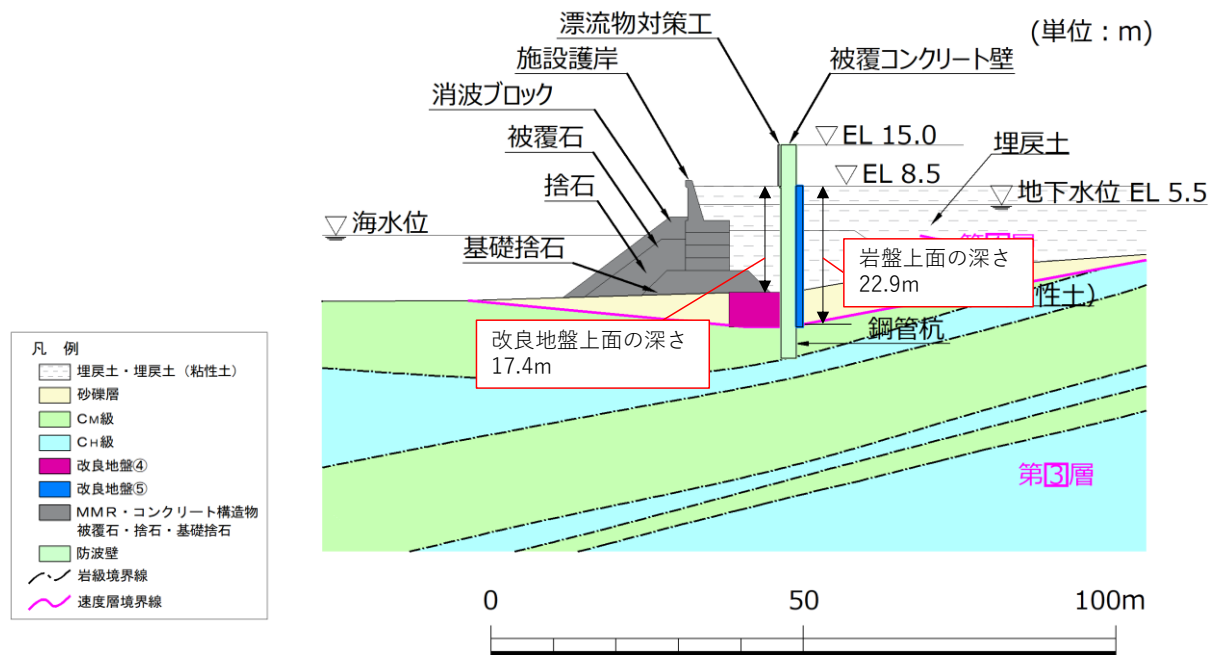 漂流物対策工
(単位：m)
施設護岸
被覆コンクリート壁
消波ブロック
EL 15.0
埋戻土
被覆石
EL 8.5
捨石
地下水位 EL 5.5
海水位
基礎捨石
岩盤上面の深さ
22.9m
性土)
鋼管杭
改良地盤上面の深さ
17.4m
第3層
凡 例
埋戻土・埋戻土（粘性土）
砂礫層
CM級
CH級
改良地盤④
改良地盤⑤
MMR・コンクリート構造物
被覆石・捨石・基礎捨石
防波壁
岩級境界線
速度層境界線
0
50
100m